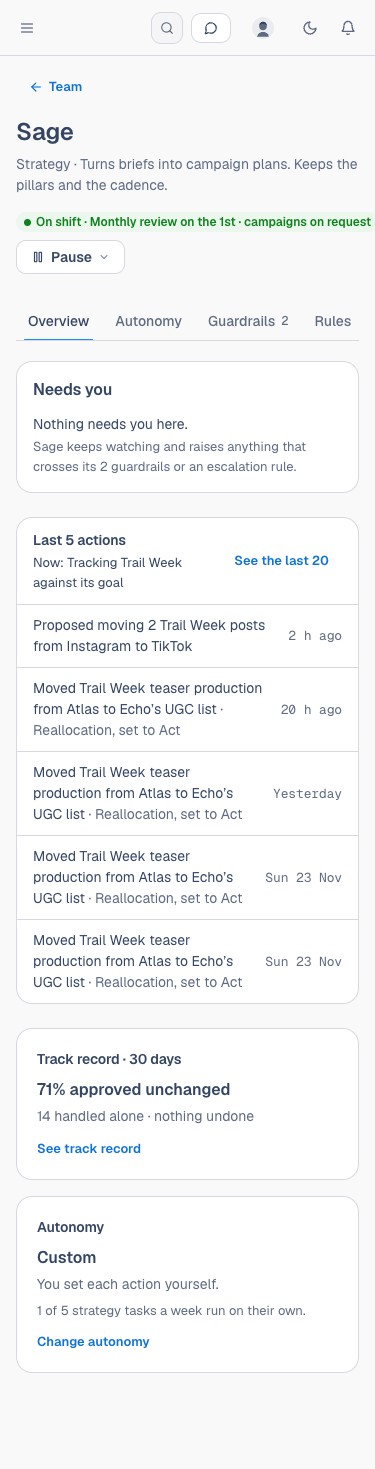 Team
Sage
Strategy · Turns briefs into campaign plans. Keeps the
pillars and the cadence.
On shift · Monthly review on the 1st · campaigns on request
Pause
Overview Autonomy Guardrails 2 Rules
Needs you
Nothing needs you here.
Sage keeps watching and raises anything that
crosses its 2 guardrails or an escalation rule.
Last 5 actions
Now: Tracking Trail Week
against its goal
See the last 20
Proposed moving 2 Trail Week posts
from Instagram to TikTok
2 h ago
Moved Trail Week teaser production
from Atlas to Echo’s UGC list ·
Reallocation, set to Act
20 h ago
Moved Trail Week teaser
production from Atlas to Echo’s
UGC list · Reallocation, set to Act
Yesterday
Moved Trail Week teaser
production from Atlas to Echo’s
UGC list · Reallocation, set to Act
Sun 23 Nov
Moved Trail Week teaser
production from Atlas to Echo’s
UGC list · Reallocation, set to Act
Sun 23 Nov
Track record · 30 days
71% approved unchanged
14 handled alone · nothing undone
See track record
Autonomy
Custom
You set each action yourself.
1 of 5 strategy tasks a week run on their own.
Change autonomy